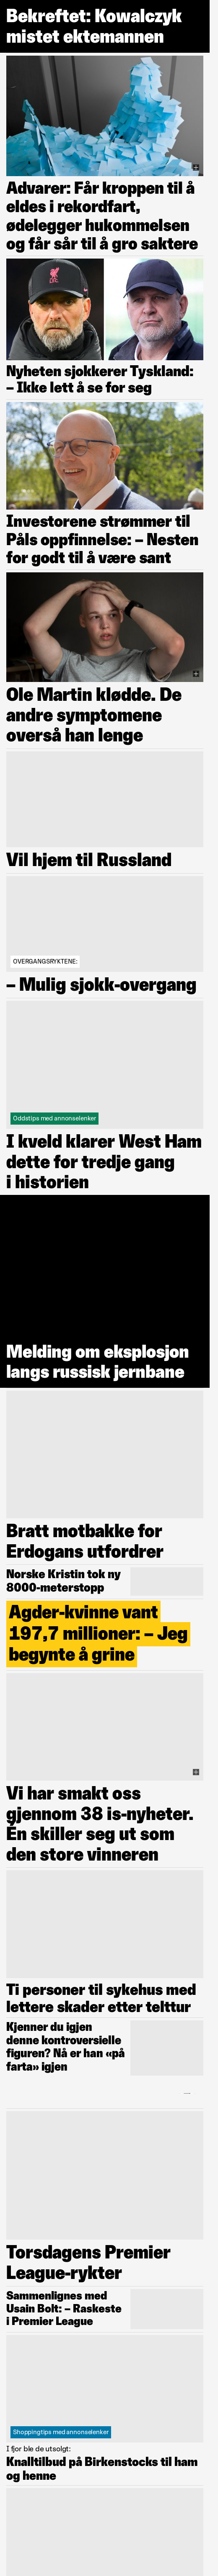 Bekreftet: Kowalczyk
mistet ektemannen
Advarer: Får kroppen til å
eldes i rekordfart,
ødelegger hukommelsen
og får sår til å gro saktere
Nyheten sjokkerer Tyskland:
– Ikke lett å se for seg
Investorene strømmer til
Påls oppfinnelse: – Nesten
for godt til å være sant
Ole Martin klødde. De
andre symptomene
overså han lenge
Vil hjem til Russland
OVERGANGSRYKTENE:
– Mulig sjokk-overgang
Oddstips med annonselenker
I kveld klarer West Ham
dette for tredje gang
i historien
Melding om eksplosjon
langs russisk jernbane
Bratt motbakke for
Erdogans utfordrer
Norske Kristin tok ny
8000-meterstopp
Agder-kvinne vant
197,7 millioner: – Jeg
begynte å grine
Vi har smakt oss
gjennom 38 is-nyheter.
Én skiller seg ut som
den store vinneren
Ti personer til sykehus med
lettere skader etter telttur
Kjenner du igjen
denne kontroversielle
figuren? Nå er han «på
farta» igjen
Torsdagens Premier
League-rykter
Sammenlignes med
Usain Bolt: – Raskeste
i Premier League
Shoppingtips med annonselenker
I fjor ble de utsolgt:
Knalltilbud på Birkenstocks til ham
og henne